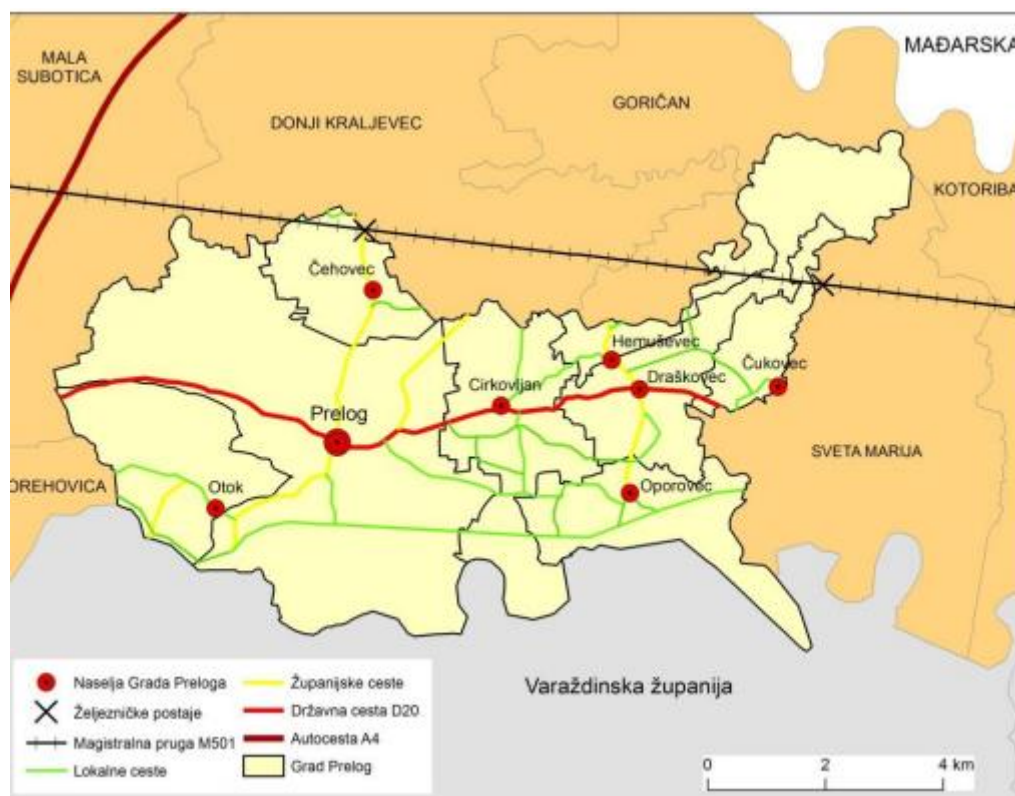 MAĐARSKA
MALA
SUBOTICA
GORIČAN
DONJI KRALJEVEC
KOTORIBA
Čehovec
Hemuševec
Čukovec
Draškovec
Cirkovljan
Prelog
SVETA MARIJA
OREHOVICA
Otok
Oporovec
Varaždinska županija
Naselja Grada Preloga
Željezničke postaje
Magistralna pruga M501
Lokalne ceste
Županijske ceste
Državna cesta D20
Autocesta A4
Grad Prelog
0 2 4 km